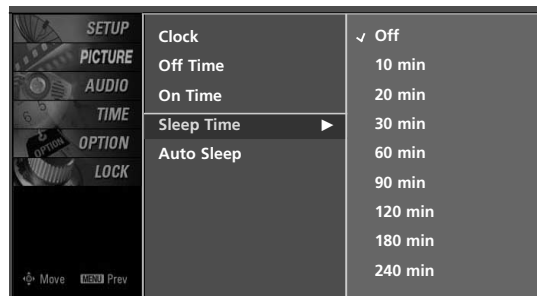 SETUP
PICTURE
AUDIO
TIME
OPTION
LOCK
Move MENU Prev
Clock
Off Time
On Time
Sleep Time ▶
Auto Sleep
✓ Off
10 min
20 min
30 min
60 min
90 min
120 min
180 min
240 min